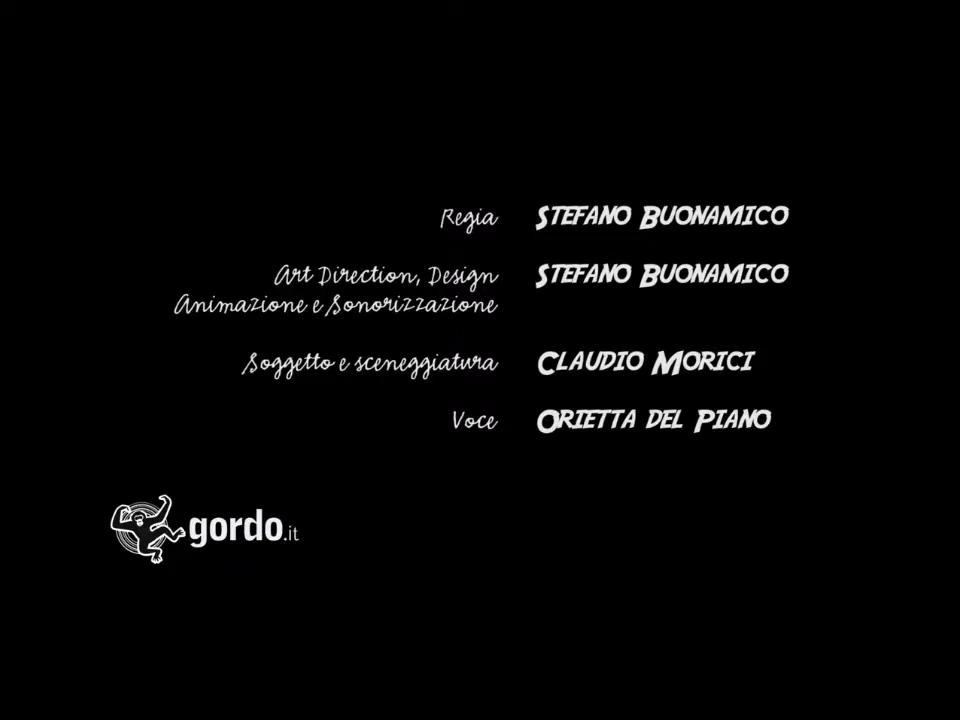 Regia STEFANO BUONAMICO
Art Direction, Design STEFANO BUONAMICO
Animazione e Sonorizzazione
Soggetto e sceneggiatura CLAUDIO MORICI
Voce ORIETTA DEL PIANO
gordo.it